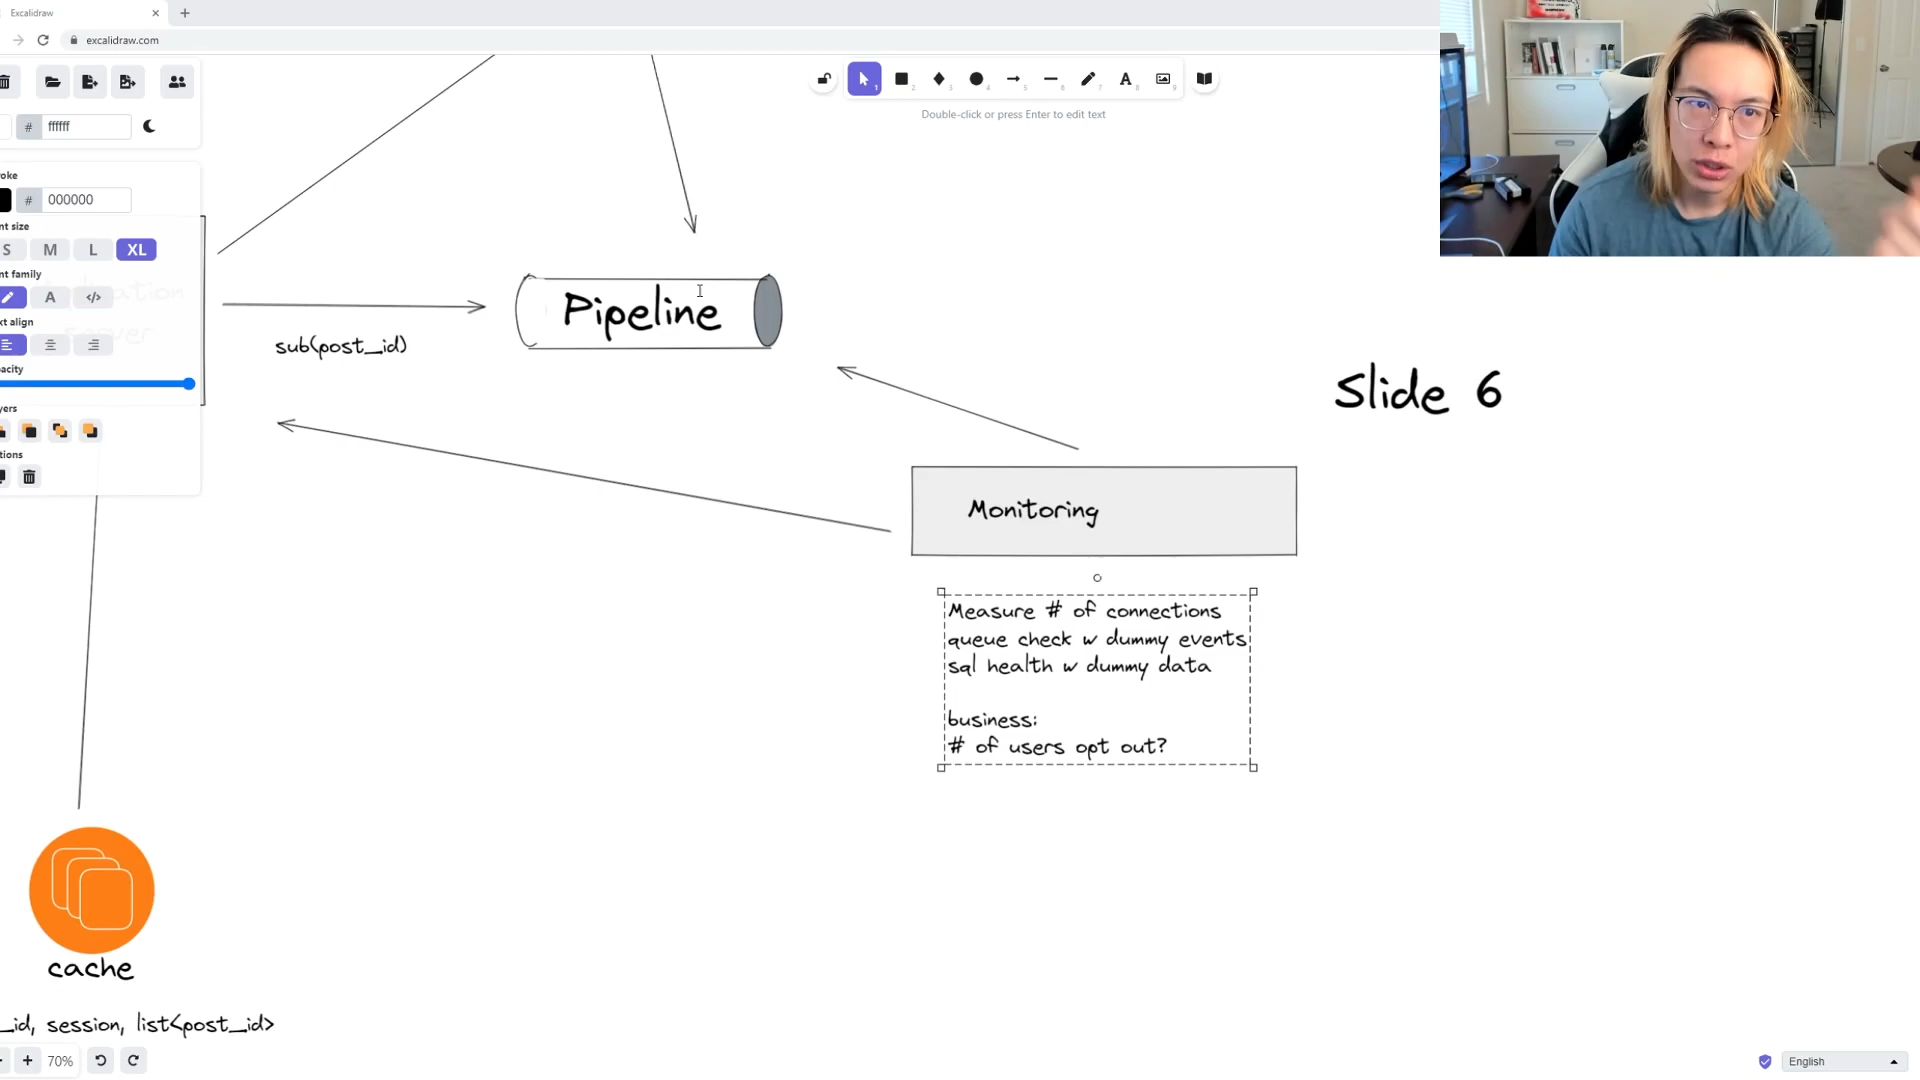 Excalidraw
excalidraw.com
Double-click or press Enter to edit text
# ffffff
oke
# 000000
nt size
S M L XL
nt family
A </>
xt align
acity
yers
tions
server
Pipeline
sub(post_id)
Slide 6
Monitoring
Measure # of connections
queue check w dummy events
sql health w dummy data
business:
# of users opt out?
cache
_id, session, list<post_id>
70%
English